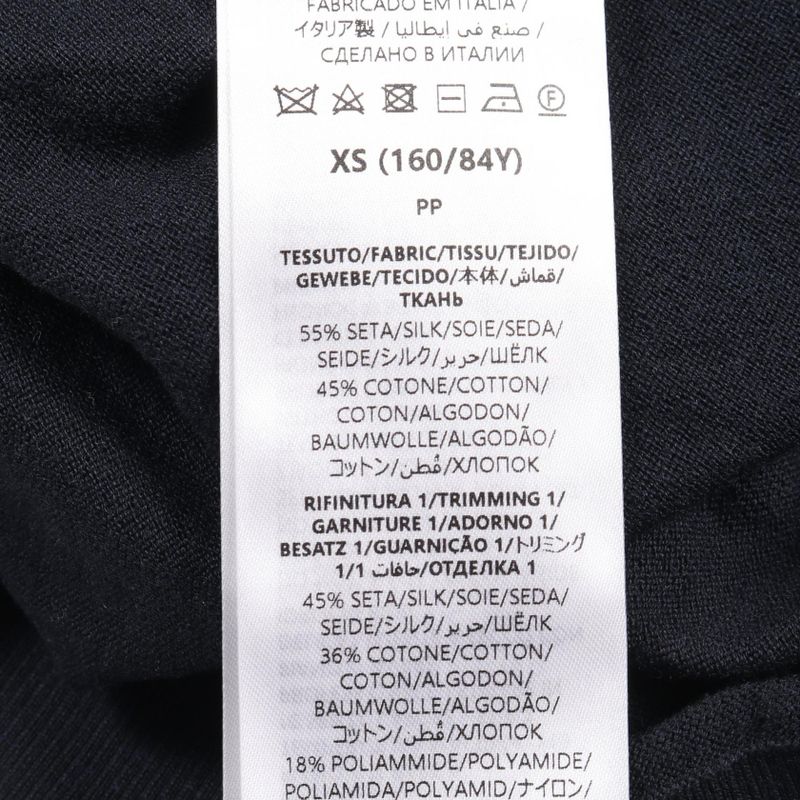 FABRICADO EM ITÁLIA /
イタリア製 / صنع في إيطاليا /
СДЕЛАНО В ИТАЛИИ
F
XS (160/84Y)
PP
TESSUTO/FABRIC/TISSU/TEJIDO/
GEWEBE/TECIDO/本体/قماش/
ТКАНЬ
55% SETA/SILK/SOIE/SEDA/
SEIDE/シルク/حرير/ШЁЛК
45% COTONE/COTTON/
COTON/ALGODON/
BAUMWOLLE/ALGODÃO/
コットン/قُطن/ХЛОПОК
RIFINITURA 1/TRIMMING 1/
GARNITURE 1/ADORNO 1/
BESATZ 1/GUARNIÇÃO 1/トリミング
1/حافات 1/ОТДЕЛКА 1
45% SETA/SILK/SOIE/SEDA/
SEIDE/シルク/حرير/ШЁЛК
36% COTONE/COTTON/
COTON/ALGODON/
BAUMWOLLE/ALGODÃO/
コットン/قُطن/ХЛОПОК
18% POLIAMMIDE/POLYAMIDE/
POLIAMIDA/POLYAMID/ナイロン/